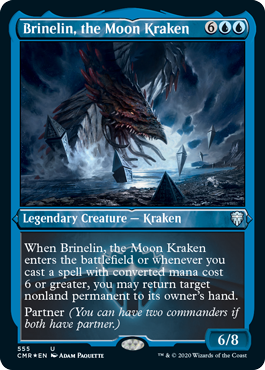 Brinelin, the Moon Kraken 6
Legendary Creature — Kraken
When Brinelin, the Moon Kraken
enters the battlefield or whenever you
cast a spell with converted mana cost
6 or greater, you may return target
nonland permanent to its owner's hand.
Partner (You can have two commanders if
both have partner.)
6/8
555 U
CMR EN ADAM PAQUETTE ™ & © 2020 Wizards of the Coast